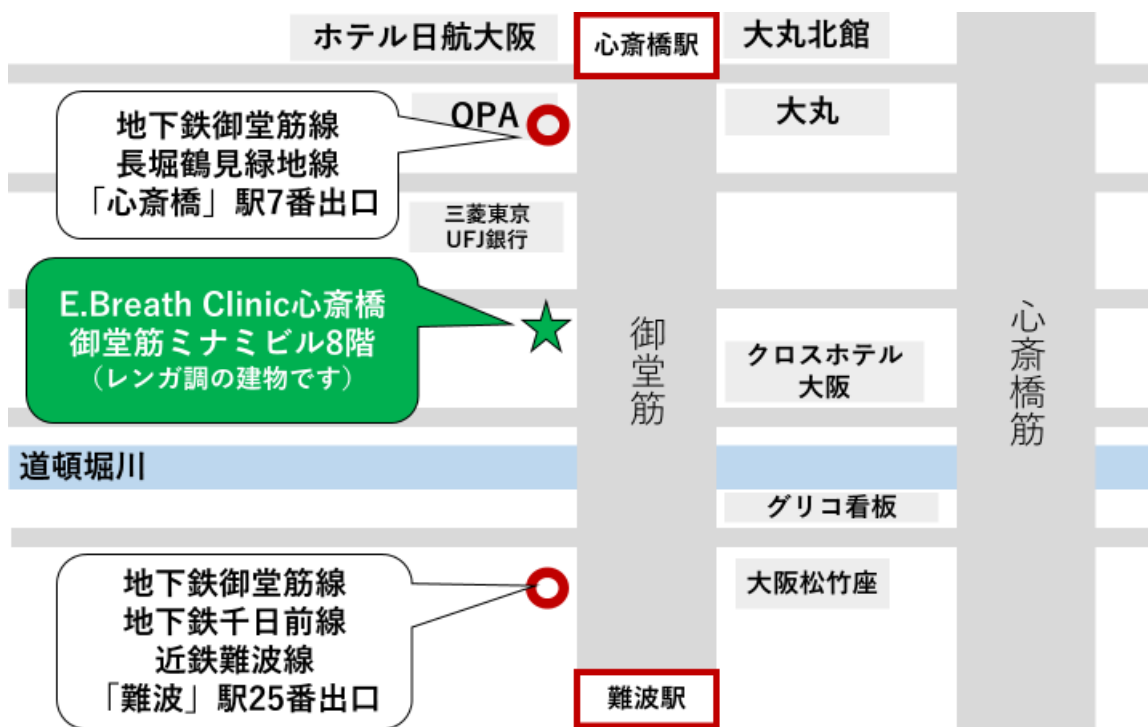 ホテル日航大阪
心斎橋駅
大丸北館
地下鉄御堂筋線
長堀鶴見緑地線
「心斎橋」駅7番出口
OPA
大丸
三菱東京
UFJ銀行
E.Breath Clinic心斎橋
御堂筋ミナミビル8階
（レンガ調の建物です）
御堂筋
クロスホテル
大阪
心斎橋筋
道頓堀川
グリコ看板
地下鉄御堂筋線
地下鉄千日前線
近鉄難波線
「難波」駅25番出口
大阪松竹座
難波駅